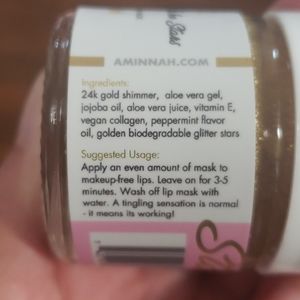 Stars
AMINNAH.COM
Ingredients:
24k gold shimmer, aloe vera gel,
jojoba oil, aloe vera juice, vitamin E,
vegan collagen, peppermint flavor
oil, golden biodegradable glitter stars
Suggested Usage:
Apply an even amount of mask to
makeup-free lips. Leave on for 3-5
minutes. Wash off lip mask with
water. A tingling sensation is normal
- it means its working!